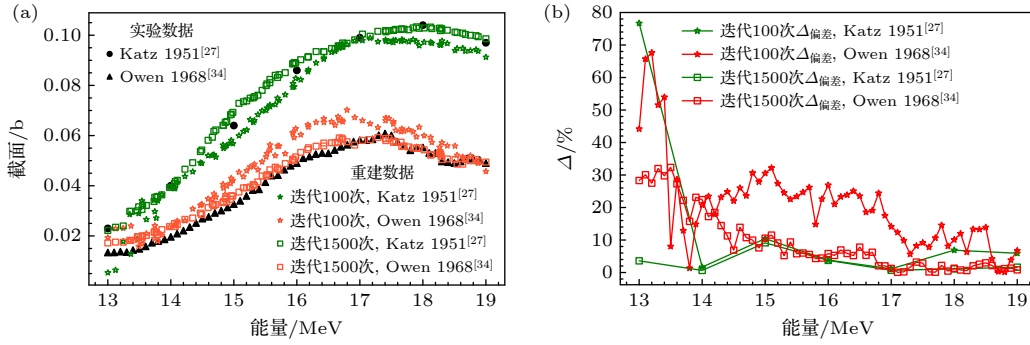 (a)
实验数据
Katz 1951[27]
Owen 1968[34]
重建数据
迭代100次, Katz 1951[27]
迭代100次, Owen 1968[34]
迭代1500次, Katz 1951[27]
迭代1500次, Owen 1968[34]
0.10
0.08
0.06
0.04
0.02
截面/b
13 14 15 16 17 18 19
能量/MeV
(b)
迭代100次Δ偏差, Katz 1951[27]
迭代100次Δ偏差, Owen 1968[34]
迭代1500次Δ偏差, Katz 1951[27]
迭代1500次Δ偏差, Owen 1968[34]
80
70
60
50
40
30
20
10
0
Δ/%
13 14 15 16 17 18 19
能量/MeV